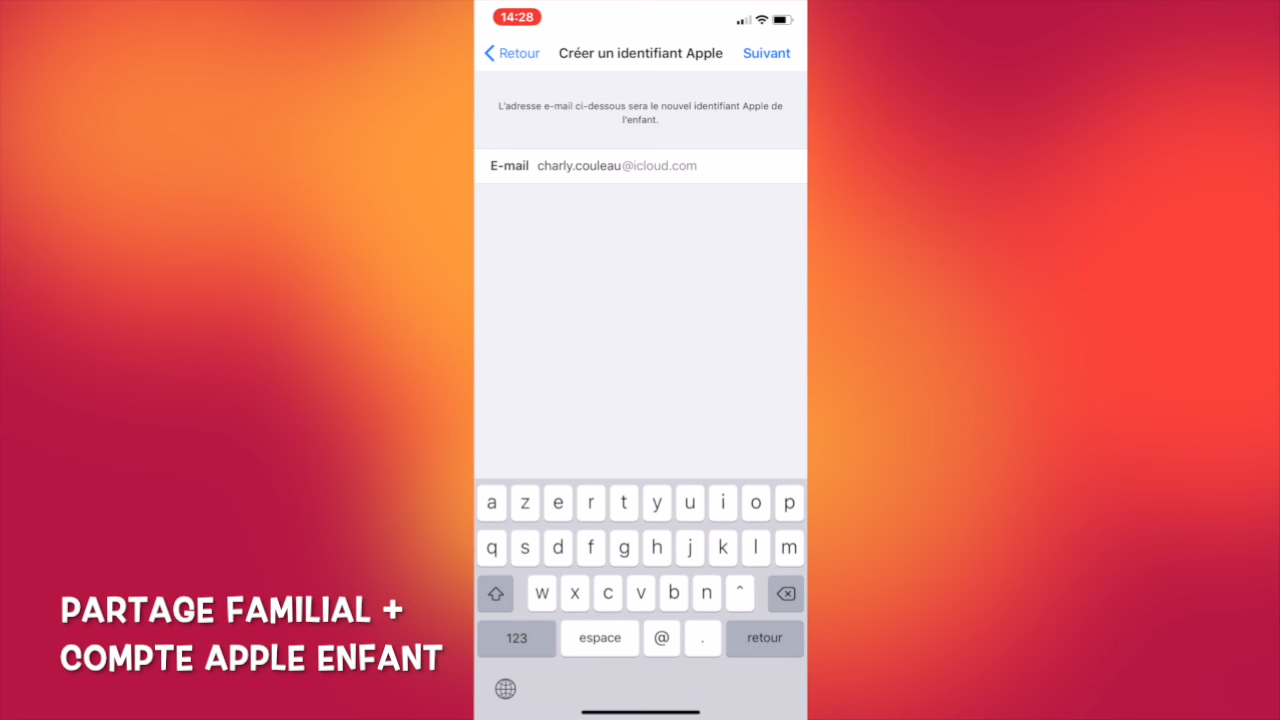 14:28
Retour Créer un identifiant Apple Suivant
L'adresse e-mail ci-dessous sera le nouvel identifiant Apple de
l'enfant.
E-mail charly.couleau@icloud.com
a z e r t y u i o p
q s d f g h j k l m
w x c v b n ^
123 espace @ . retour
PARTAGE FAMILIAL +
COMPTE APPLE ENFANT